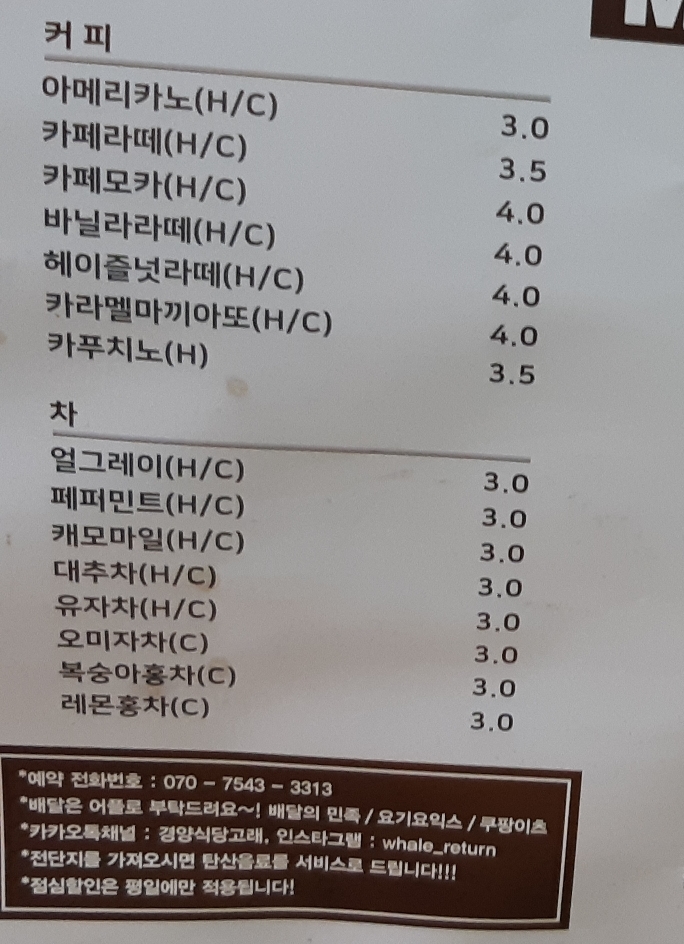 커 피
아메리카노(H/C) 3.0
카페라떼(H/C) 3.5
카페모카(H/C) 4.0
바닐라라떼(H/C) 4.0
헤이즐넛라떼(H/C) 4.0
카라멜마끼아또(H/C) 4.0
카푸치노(H) 3.5
차
얼그레이(H/C) 3.0
페퍼민트(H/C) 3.0
캐모마일(H/C) 3.0
대추차(H/C) 3.0
유자차(H/C) 3.0
오미자차(C) 3.0
복숭아홍차(C) 3.0
레몬홍차(C) 3.0
*예약 전화번호 : 070 - 7543 - 3313
*배달은 어플로 부탁드려요~! 배달의 민족 / 요기요익스 / 쿠팡이츠
*카카오톡채널 : 경양식당고래, 인스타그램 : whale_return
*전단지를 가져오시면 탄산음료를 서비스로 드립니다!!!
*점심할인은 평일에만 적용됩니다!